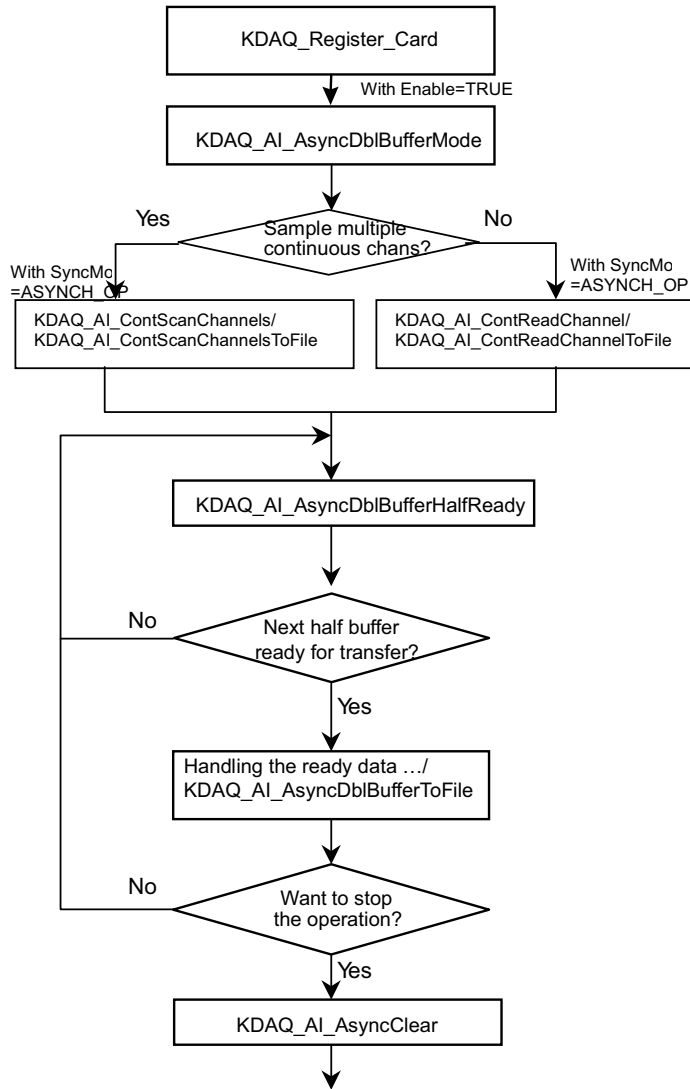 KDAQ_Register_Card
With Enable=TRUE
KDAQ_AI_AsyncDblBufferMode
Yes
Sample multiple
continuous chans?
No
With SyncMo
=ASYNCH_OP
With SyncMo
=ASYNCH_OP
KDAQ_AI_ContScanChannels/
KDAQ_AI_ContScanChannelsToFile
KDAQ_AI_ContReadChannel/
KDAQ_AI_ContReadChannelToFile
KDAQ_AI_AsyncDblBufferHalfReady
No
Next half buffer
ready for transfer?
Yes
Handling the ready data …/
KDAQ_AI_AsyncDblBufferToFile
No
Want to stop
the operation?
Yes
KDAQ_AI_AsyncClear